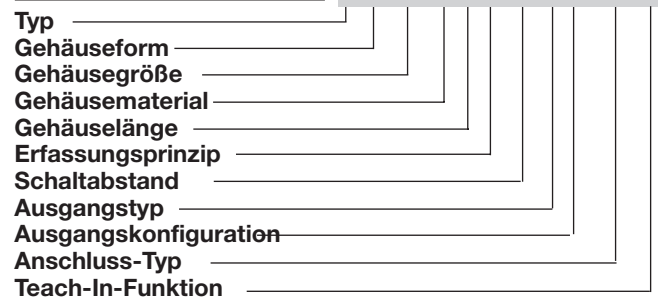 Typ
Gehäuseform
Gehäusegröße
Gehäusematerial
Gehäuselänge
Erfassungsprinzip
Schaltabstand
Ausgangstyp
Ausgangskonfiguration
Anschluss-Typ
Teach-In-Funktion